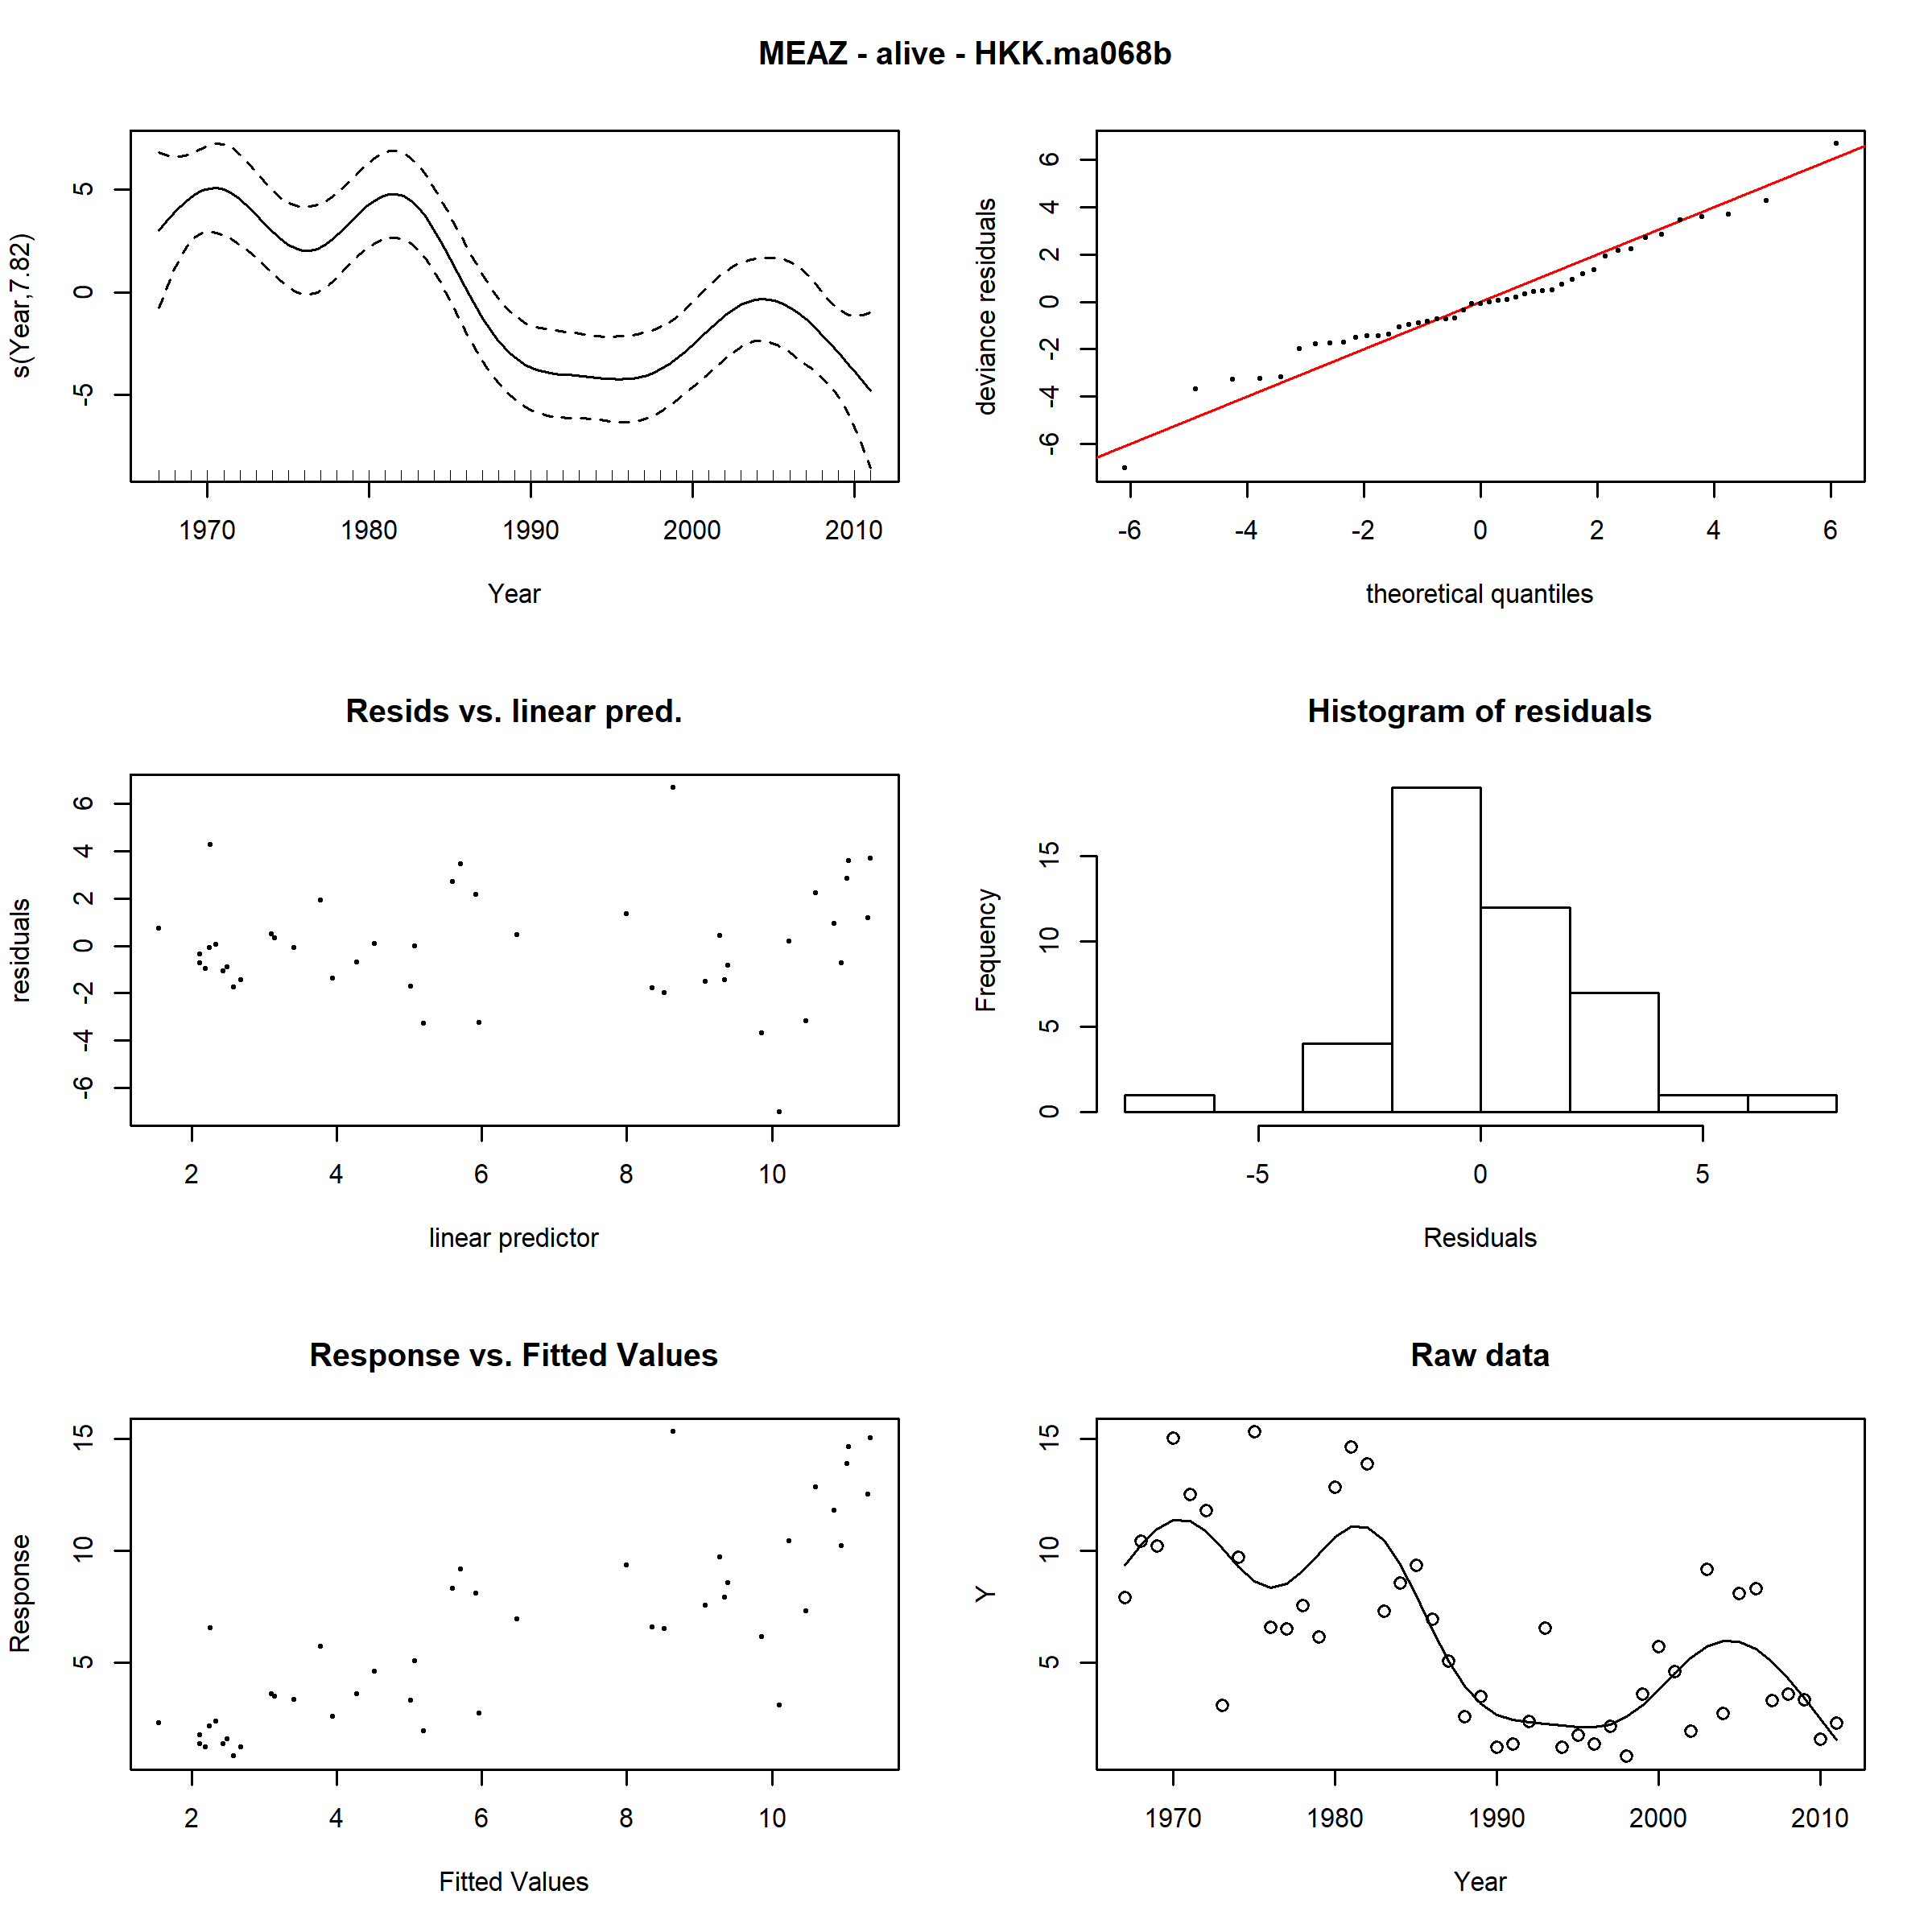 MEAZ - alive - HKK.ma068b
s(Year,7.82)
5
0
-5
1970 1980 1990 2000 2010
Year
deviance residuals
6
4
2
0
-2
-4
-6
-6 -4 -2 0 2 4 6
theoretical quantiles
Resids vs. linear pred.
residuals
6
4
2
0
-2
-4
-6
2 4 6 8 10
linear predictor
Histogram of residuals
Frequency
15
10
5
0
-5 0 5
Residuals
Response vs. Fitted Values
Response
15
10
5
2 4 6 8 10
Fitted Values
Raw data
Y
15
10
5
1970 1980 1990 2000 2010
Year